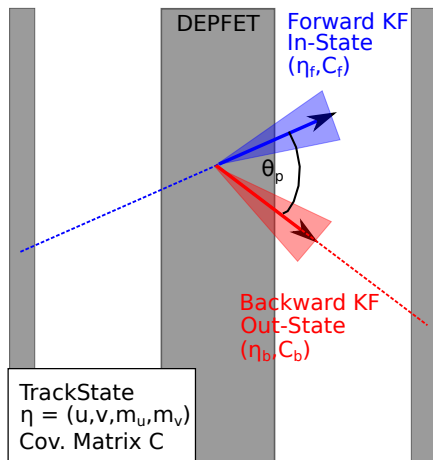 DEPFET
Forward KF
In-State
(η_f,C_f)
θ_p
Backward KF
Out-State
(η_b,C_b)
TrackState
η = (u,v,m_u,m_v)
Cov. Matrix C